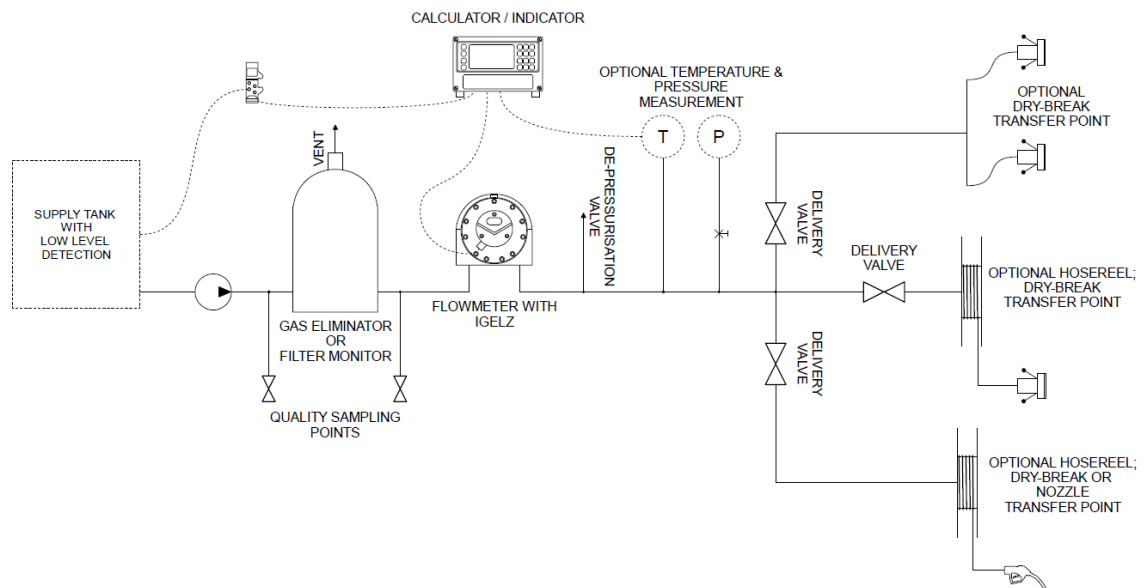 CALCULATOR / INDICATOR
OPTIONAL TEMPERATURE &
PRESSURE
MEASUREMENT
T
P
OPTIONAL
DRY-BREAK
TRANSFER POINT
VENT
SUPPLY TANK
WITH
LOW LEVEL
DETECTION
DE-PRESSURISATION
VALVE
DELIVERY
VALVE
DELIVERY
VALVE
OPTIONAL HOSEREEL;
DRY-BREAK
TRANSFER POINT
FLOWMETER WITH
IGELZ
GAS ELIMINATOR
OR
FILTER MONITOR
DELIVERY
VALVE
QUALITY SAMPLING
POINTS
OPTIONAL HOSEREEL;
DRY-BREAK OR
NOZZLE
TRANSFER POINT